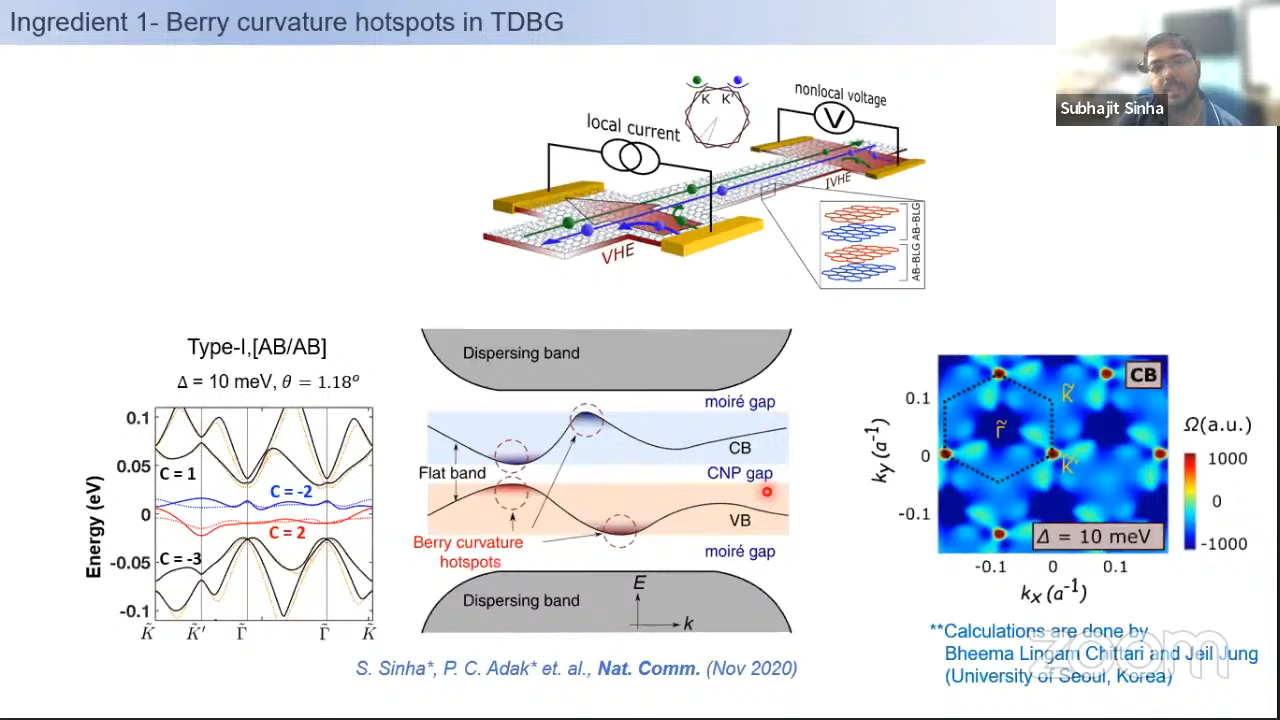 Ingredient 1- Berry curvature hotspots in TDBG
Subhajit Sinha
K K'
local current
nonlocal voltage
V
IVHE
VHE
AB-BLG
AB-BLG
Type-I,[AB/AB]
Δ = 10 meV, θ = 1.18°
Energy (eV)
0.1
0.05
0
-0.05
-0.1
C = 1
C = -2
C = 2
C = -3
K̃ K̃' Γ̃ Γ̃ K̃
Dispersing band
moiré gap
CB
Flat band
CNP gap
VB
Berry curvature
hotspots
moiré gap
Dispersing band
E
k
CB
K̃
Γ̃
K̃'
Δ = 10 meV
ky (a-1)
0.1
0
-0.1
-0.1 0 0.1
kx (a-1)
Ω(a.u.)
1000
0
-1000
S. Sinha*, P. C. Adak* et. al., Nat. Comm. (Nov 2020)
**Calculations are done by
Bheema Lingam Chittari and Jeil Jung
(University of Seoul, Korea)
zoom